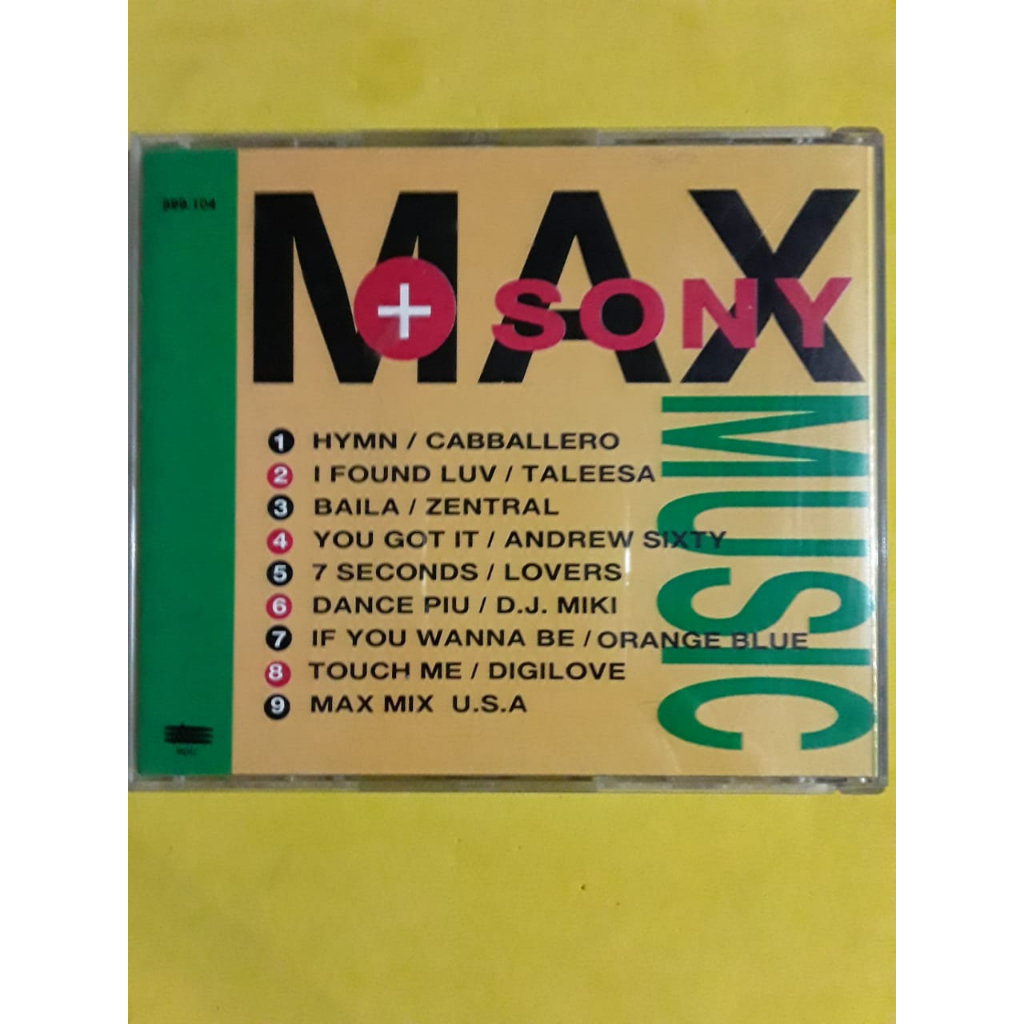 999.104
MAX
+ SONY
MUSIC
1 HYMN / CABBALLERO
2 I FOUND LUV / TALEESA
3 BAILA / ZENTRAL
4 YOU GOT IT / ANDREW SIXTY
5 7 SECONDS / LOVERS
6 DANCE PIU / D.J. MIKI
7 IF YOU WANNA BE / ORANGE BLUE
8 TOUCH ME / DIGILOVE
9 MAX MIX U.S.A